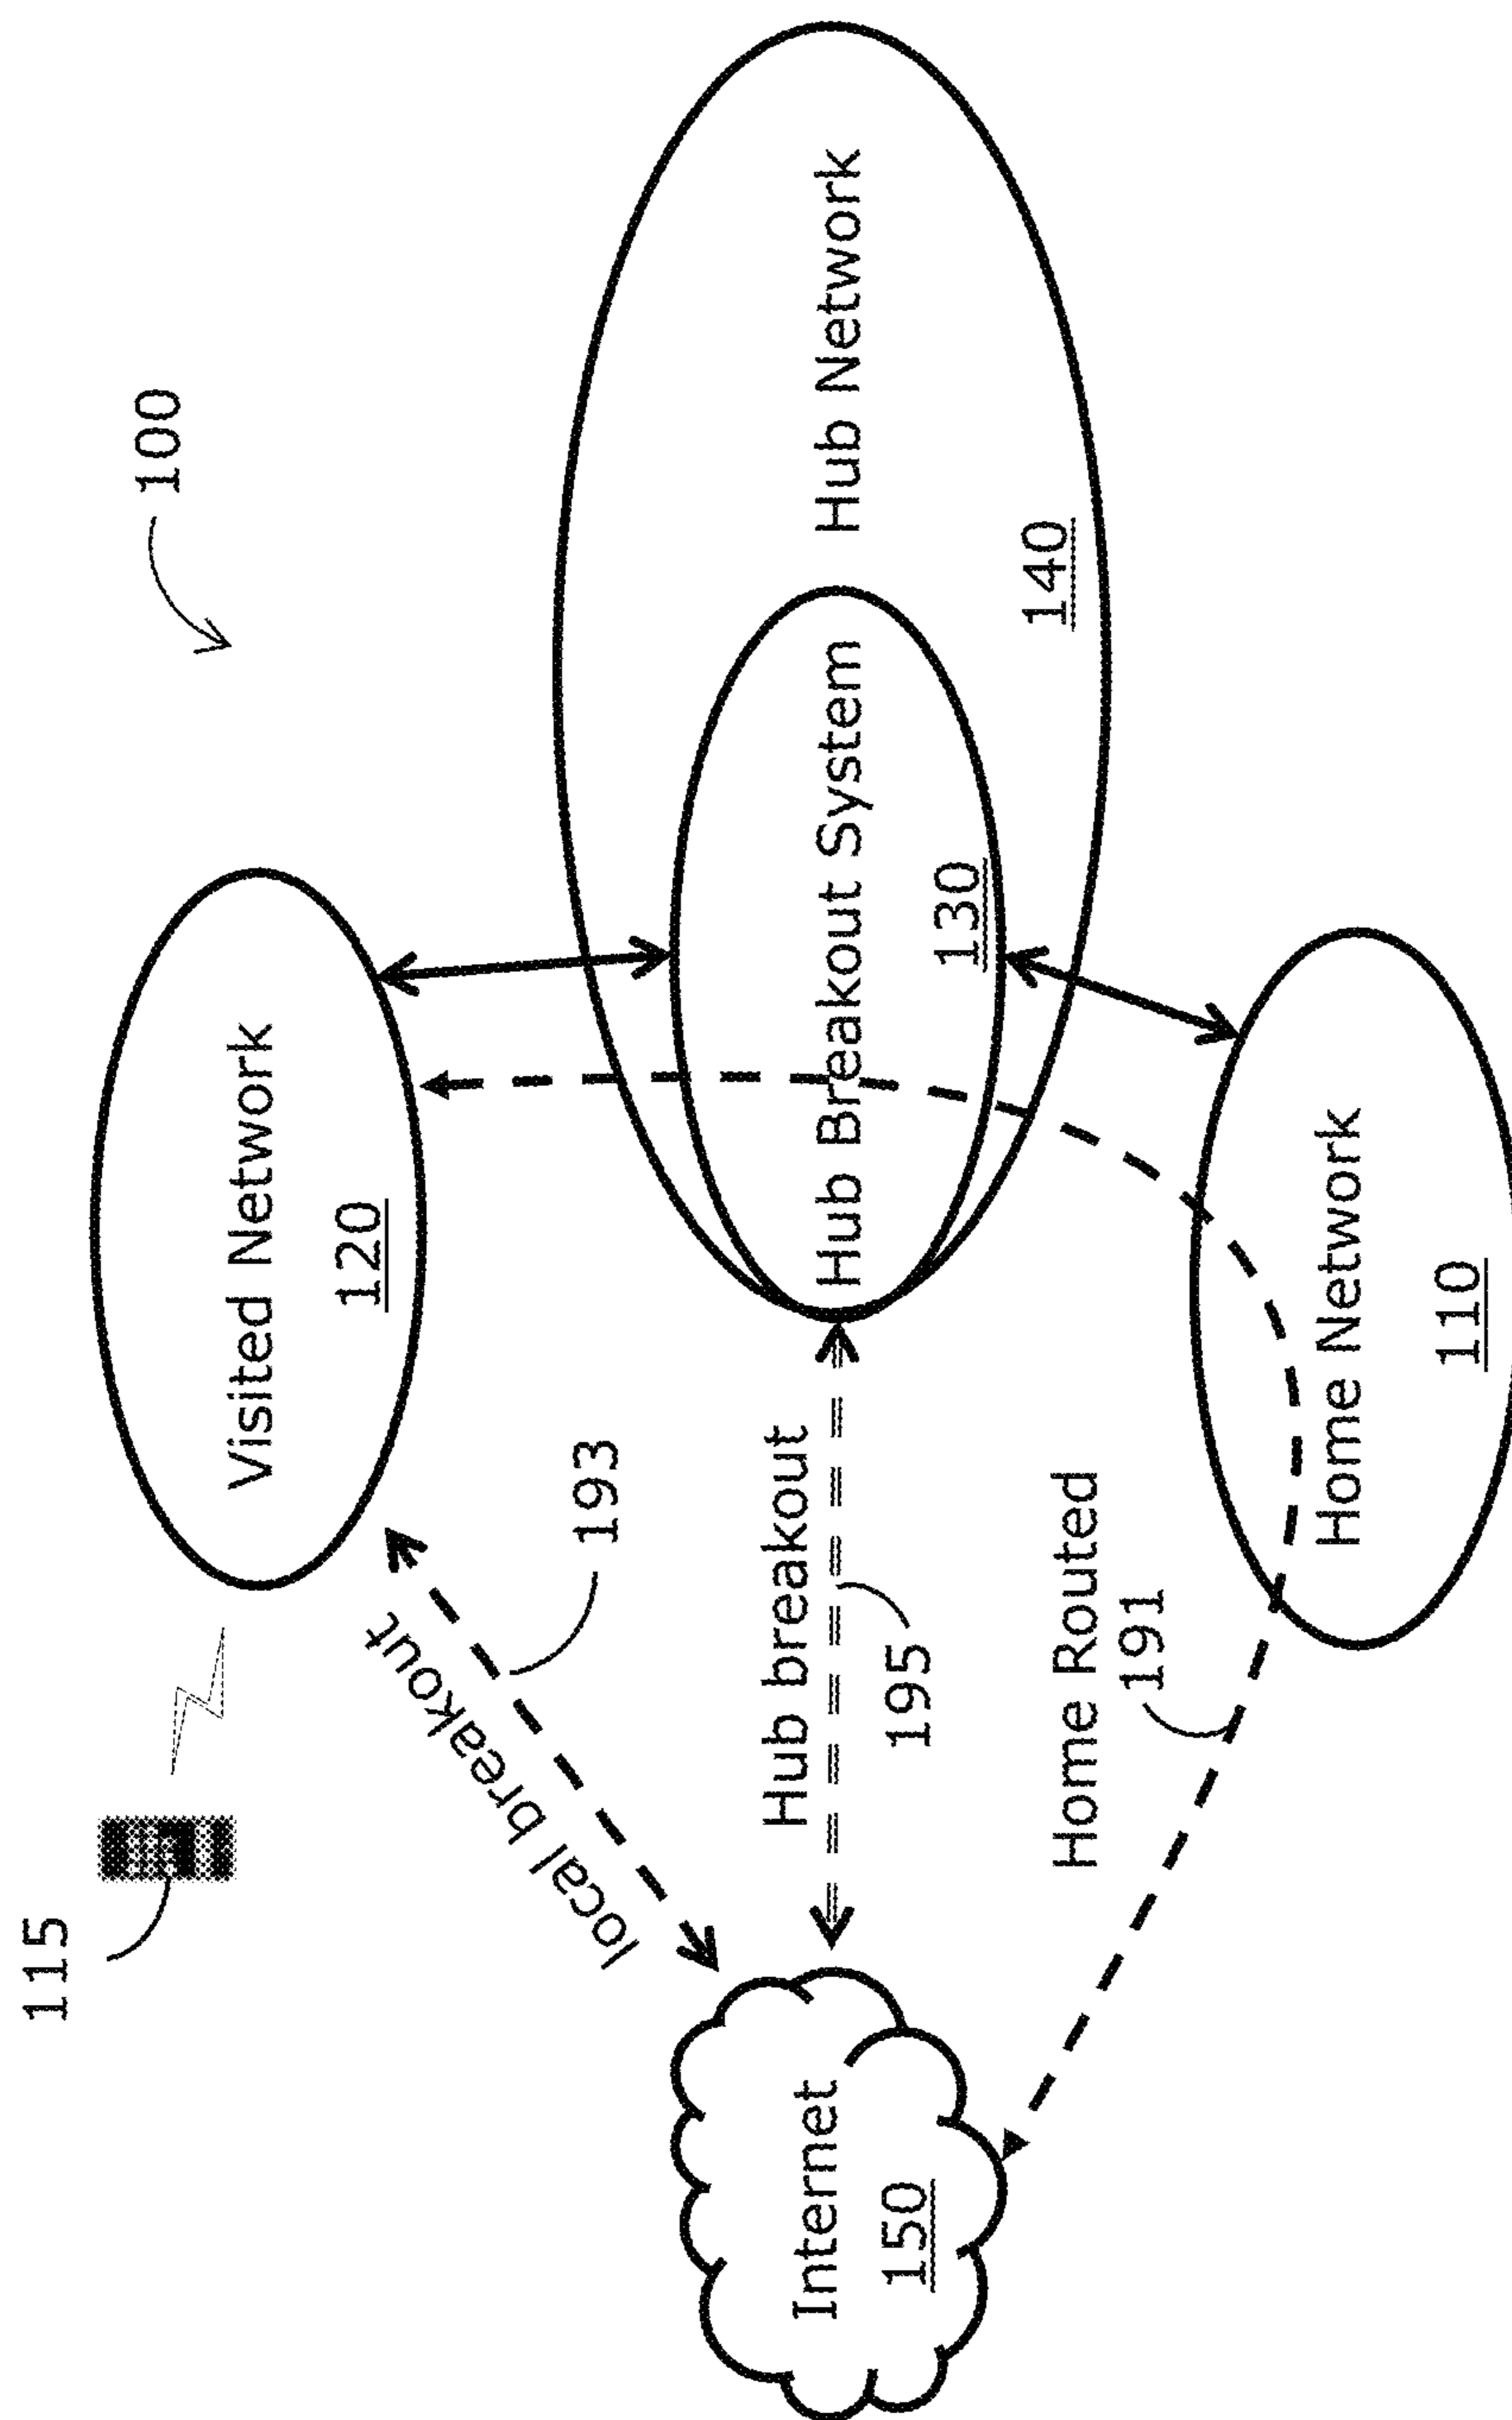 115
100
Visited Network
120
local breakout
193
Hub breakout
195
Hub Breakout System
130
Hub Network
140
Internet
150
Home Routed
191
Home Network
110